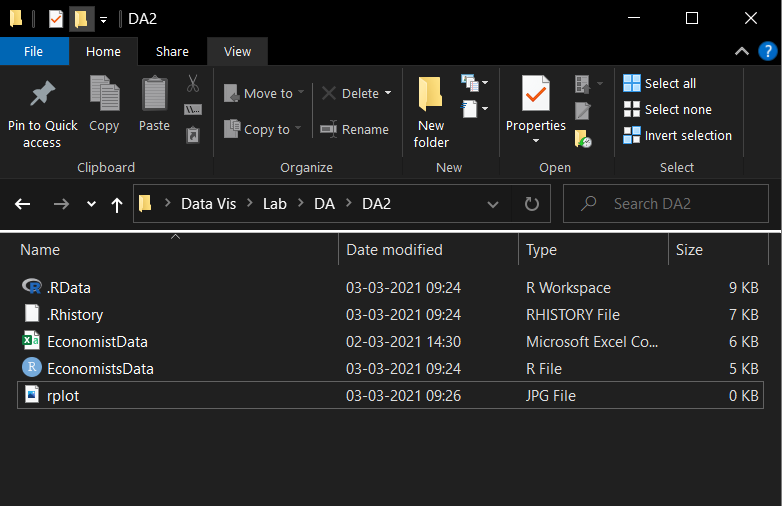 DA2
File Home Share View
Pin to Quick access
Copy
Paste
Clipboard
Move to
Copy to
Delete
Rename
Organize
New folder
New
Properties
Open
Select all
Select none
Invert selection
Select
Data Vis Lab DA DA2
Search DA2
Name Date modified Type Size
.RData 03-03-2021 09:24 R Workspace 9 KB
.Rhistory 03-03-2021 09:24 RHISTORY File 7 KB
EconomistData 02-03-2021 14:30 Microsoft Excel Co... 6 KB
EconomistsData 03-03-2021 09:24 R File 5 KB
rplot 03-03-2021 09:26 JPG File 0 KB